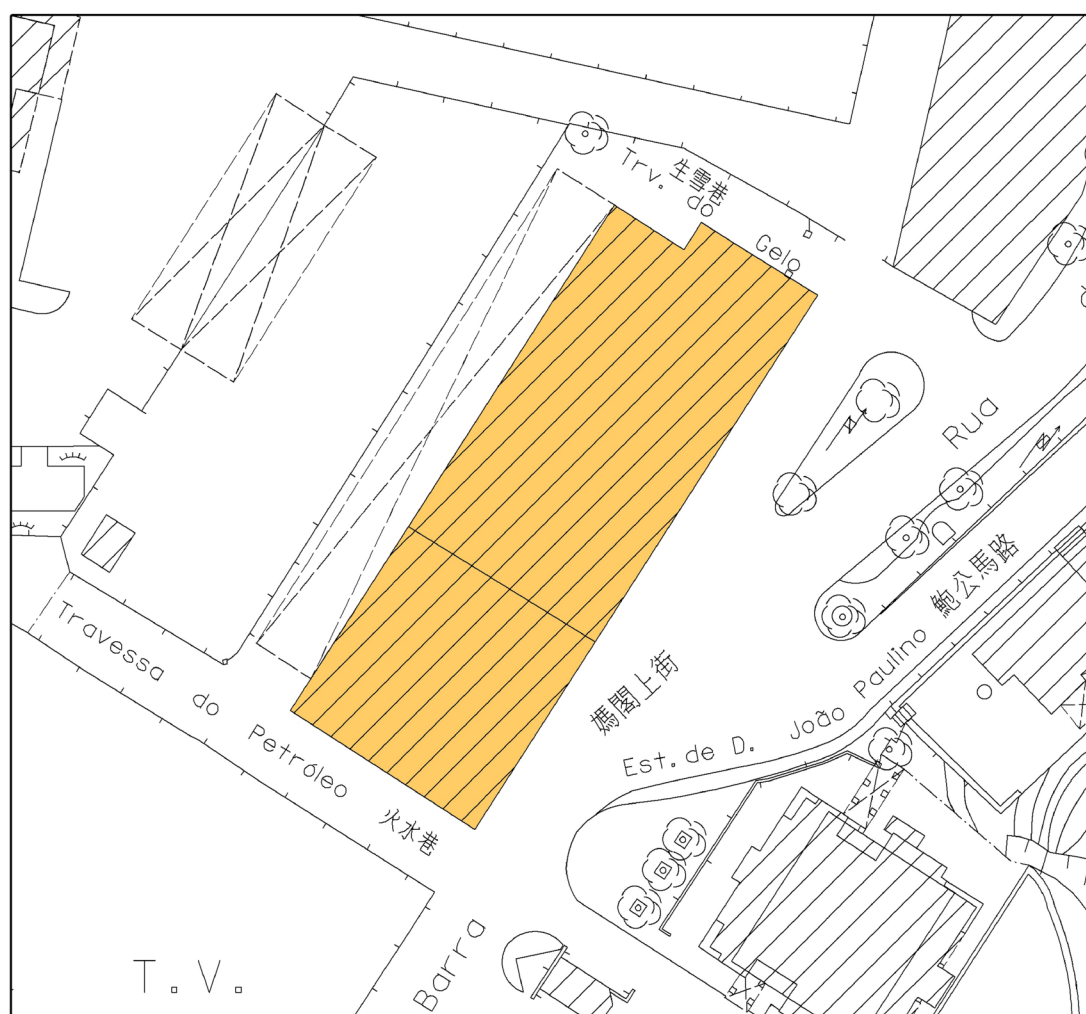 Trv. do Gelo
生雪巷
Rua
D
鮑公馬路
Est. de D. João Paulino
媽閣上街
Travessa do Petróleo
火水巷
Barra
T.V.